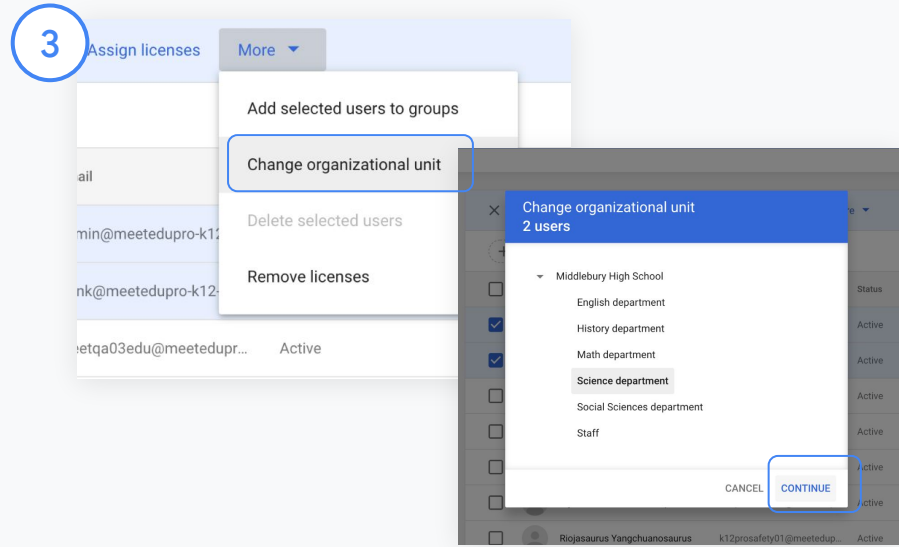 3
Assign licenses
More
Add selected users to groups
ail
Change organizational unit
min@meetedupro-k12
Delete selected users
nk@meetedupro-k12-
Remove licenses
eetqa03edu@meetedupr... Active
Change organizational unit
2 users
e
Middlebury High School
English department
Status
History department
Active
Math department
Active
Science department
Active
Social Sciences department
Staff
Active
Active
CANCEL CONTINUE
Active
Riojasaurus Yangchuanosaurus k12prosafety01@meetedup... Active